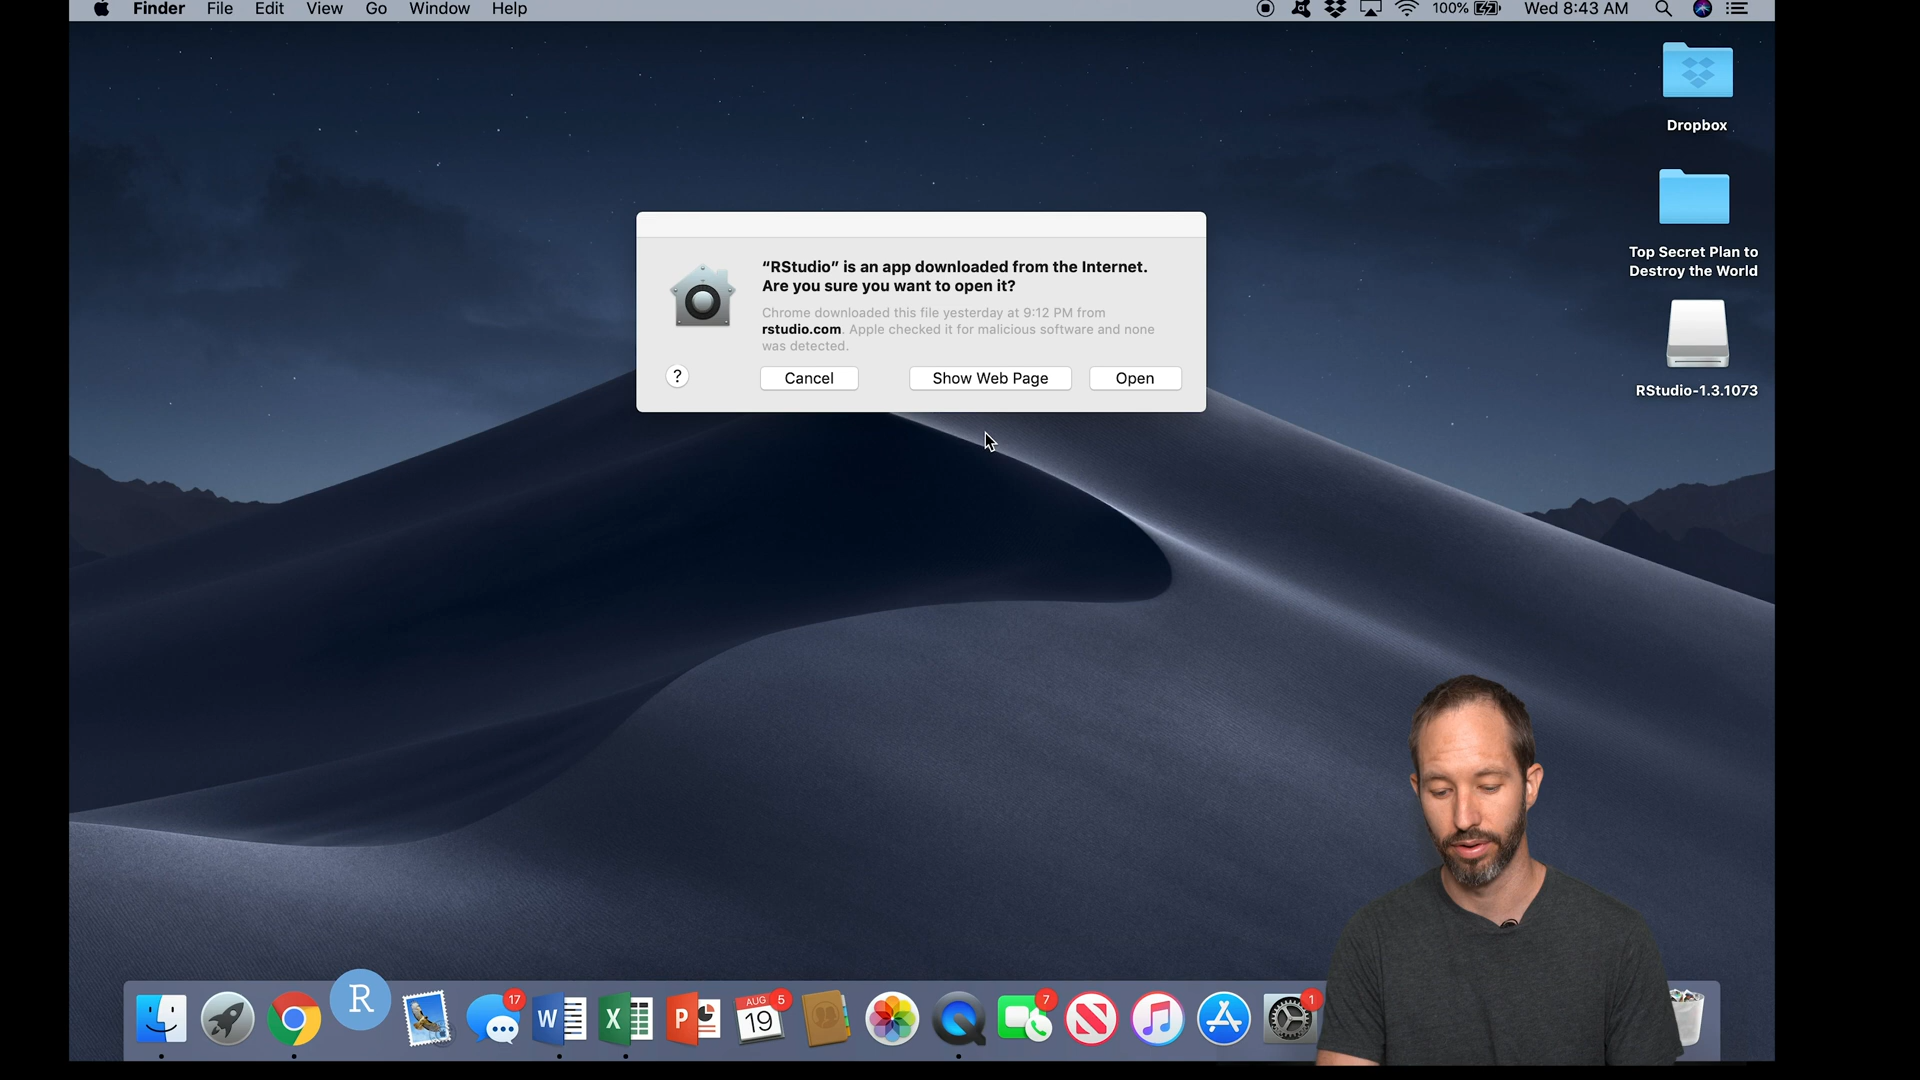 Finder File Edit View Go Window Help 100% Wed 8:43 AM
Dropbox
Top Secret Plan to
Destroy the World
RStudio-1.3.1073
“RStudio” is an app downloaded from the Internet.
Are you sure you want to open it?
Chrome downloaded this file yesterday at 9:12 PM from
rstudio.com. Apple checked it for malicious software and none
was detected.
? Cancel Show Web Page Open
R 17 W X P AUG 5 19 7 1